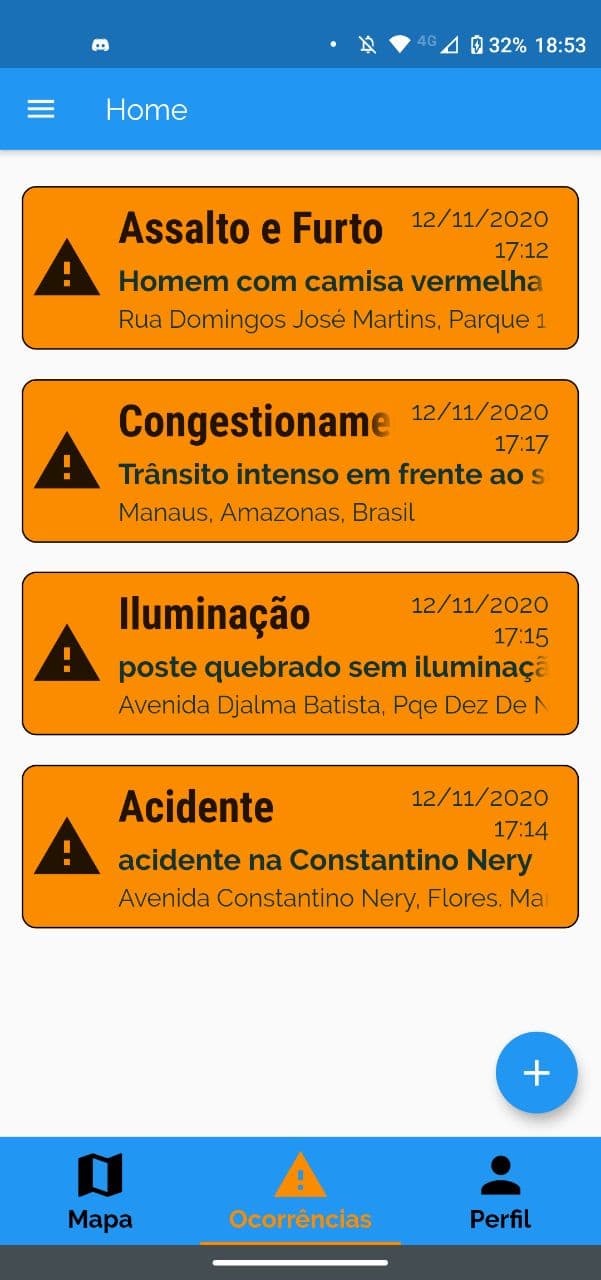 4G 32% 18:53
Home
Assalto e Furto 12/11/2020
17:12
Homem com camisa vermelha
Rua Domingos José Martins, Parque 1
Congestioname 12/11/2020
17:17
Trânsito intenso em frente ao s
Manaus, Amazonas, Brasil
Iluminação 12/11/2020
17:15
poste quebrado sem iluminaçã
Avenida Djalma Batista, Pqe Dez De N
Acidente 12/11/2020
17:14
acidente na Constantino Nery
Avenida Constantino Nery, Flores. Ma
Mapa Ocorrências Perfil